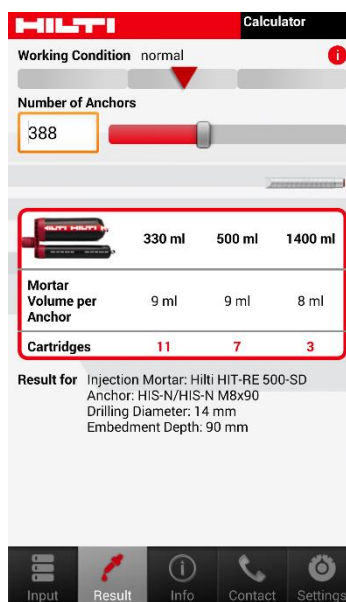 HILTI
Calculator
Working Condition normal
i
Number of Anchors
388
HILTI HILTI
330 ml 500 ml 1400 ml
Mortar
Volume per
Anchor
9 ml 9 ml 8 ml
Cartridges 11 7 3
Result for Injection Mortar: Hilti HIT-RE 500-SD
Anchor: HIS-N/HIS-N M8x90
Drilling Diameter: 14 mm
Embedment Depth: 90 mm
Input Result Info Contact Settings